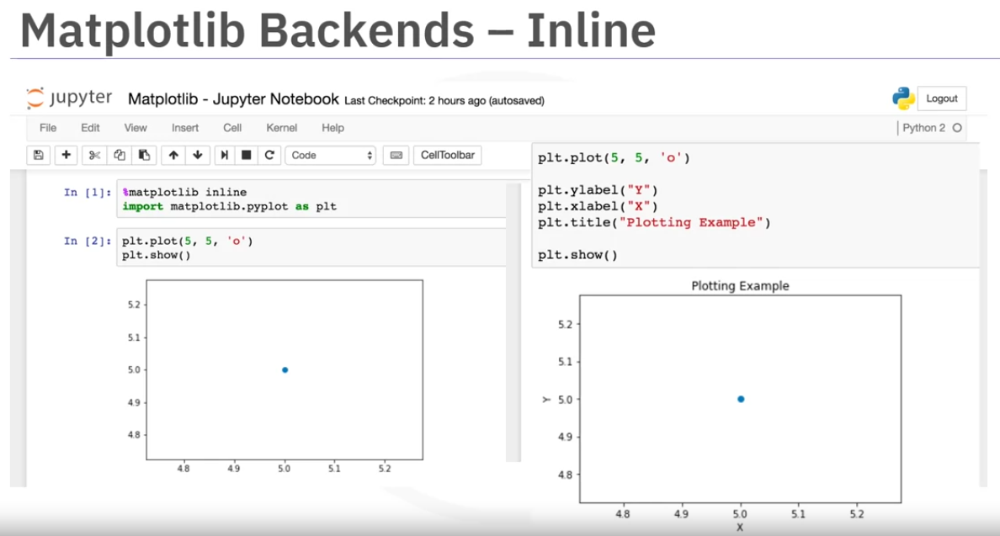 Matplotlib Backends – Inline
jupyter Matplotlib - Jupyter Notebook Last Checkpoint: 2 hours ago (autosaved)
Logout
File Edit View Insert Cell Kernel Help
Python 2
Code
CellToolbar
In [1]: %matplotlib inline
import matplotlib.pyplot as plt
In [2]: plt.plot(5, 5, 'o')
plt.show()
5.2
5.1
5.0
4.9
4.8
4.8 4.9 5.0 5.1 5.2
plt.plot(5, 5, 'o')
plt.ylabel("Y")
plt.xlabel("X")
plt.title("Plotting Example")
plt.show()
Plotting Example
5.2
5.1
Y 5.0
4.9
4.8
4.8 4.9 5.0 5.1 5.2
X